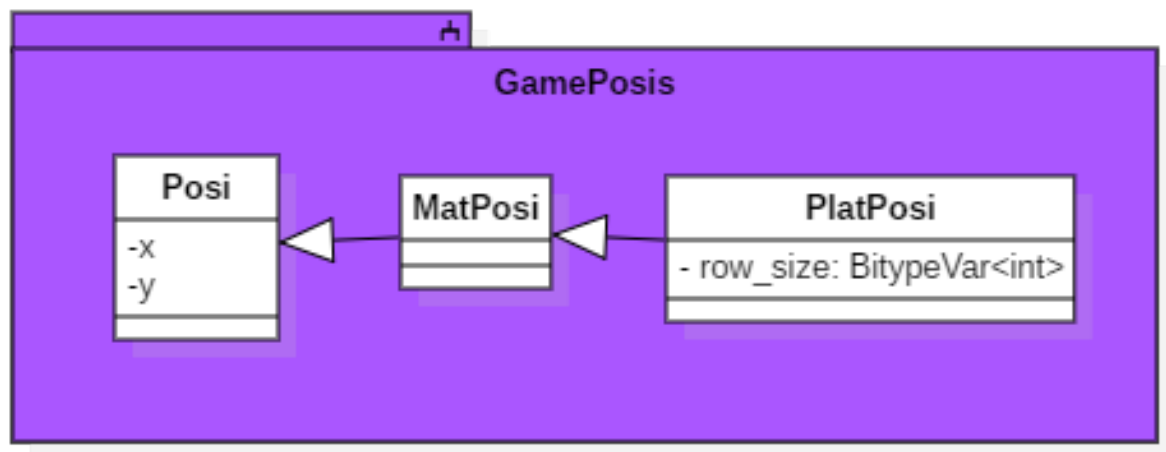 GamePosis
Posi
-x
-y
MatPosi
PlatPosi
- row_size: BitypeVar<int>